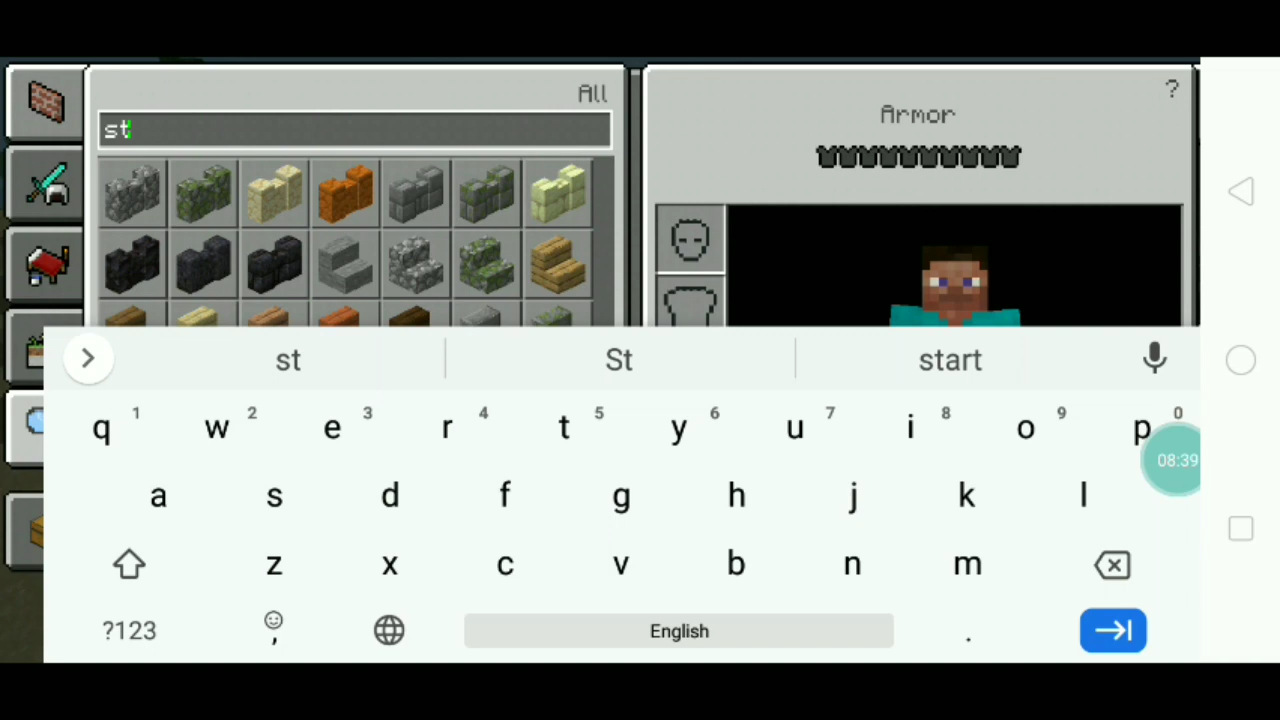 All
?
Armor
st
st St start
1 2 3 4 5 6 7 8 9 0
q w e r t y u i o p
08:39
a s d f g h j k l
z x c v b n m
?123 , English .